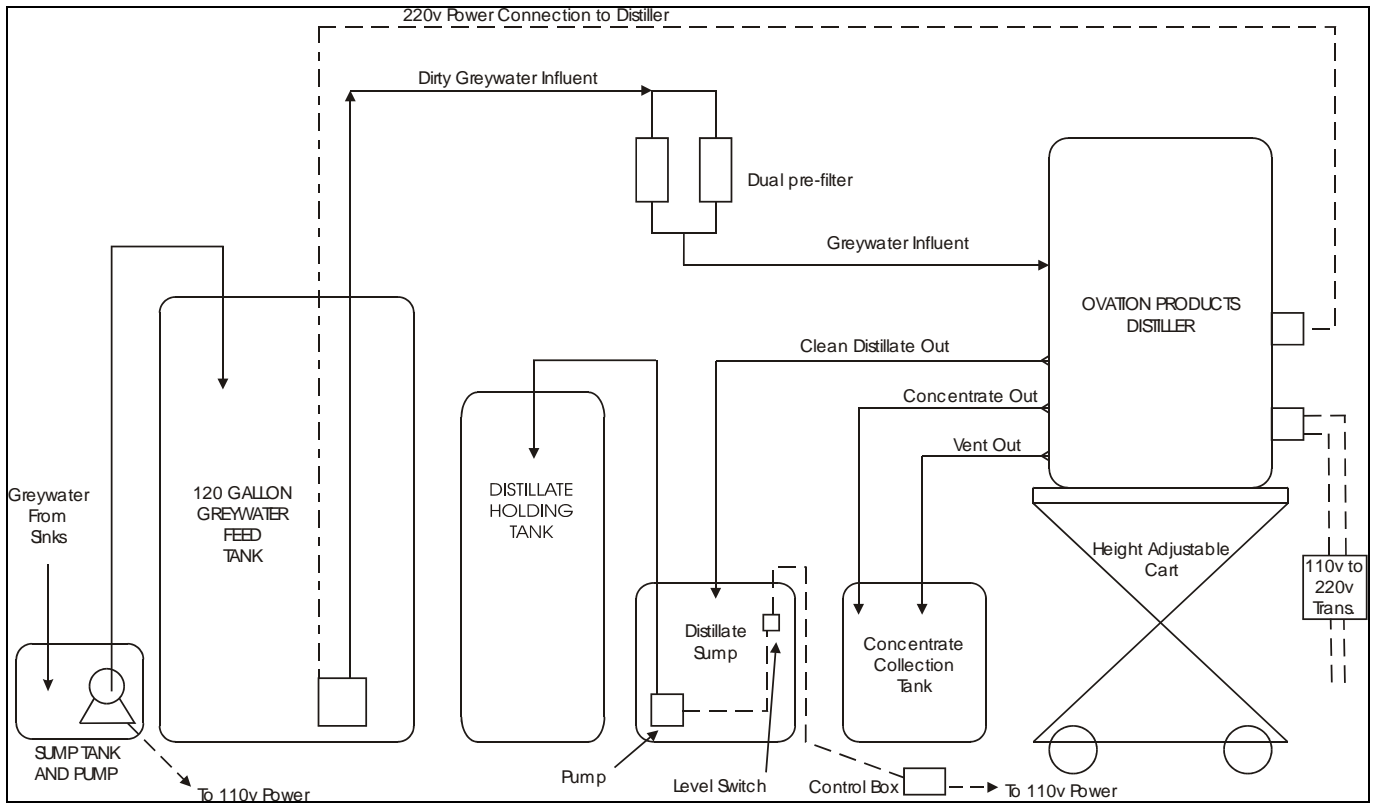 220v Power Connection to Distiller
Dirty Greywater Influent
Dual pre-filter
Greywater Influent
OVATION PRODUCTS
DISTILLER
Clean Distillate Out
Concentrate Out
Vent Out
120 GALLON
GREYWATER
FEED
TANK
DISTILLATE
HOLDING
TANK
Greywater
From
Sinks
Height Adjustable
Cart
110v to
220v
Trans.
Distillate
Sump
Concentrate
Collection
Tank
SUMP TANK
AND PUMP
To 110v Power
Pump
Level Switch
Control Box
To 110v Power